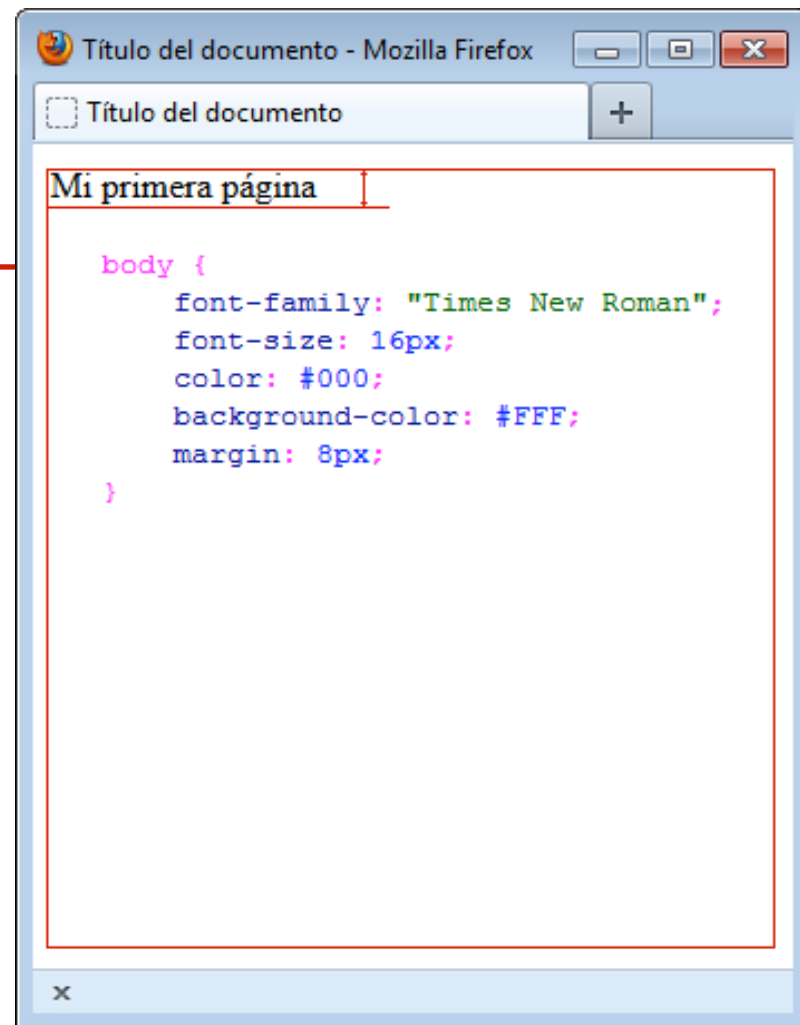 Título del documento - Mozilla Firefox
Título del documento
Mi primera página
body {
font-family: "Times New Roman";
font-size: 16px;
color: #000;
background-color: #FFF;
margin: 8px;
}